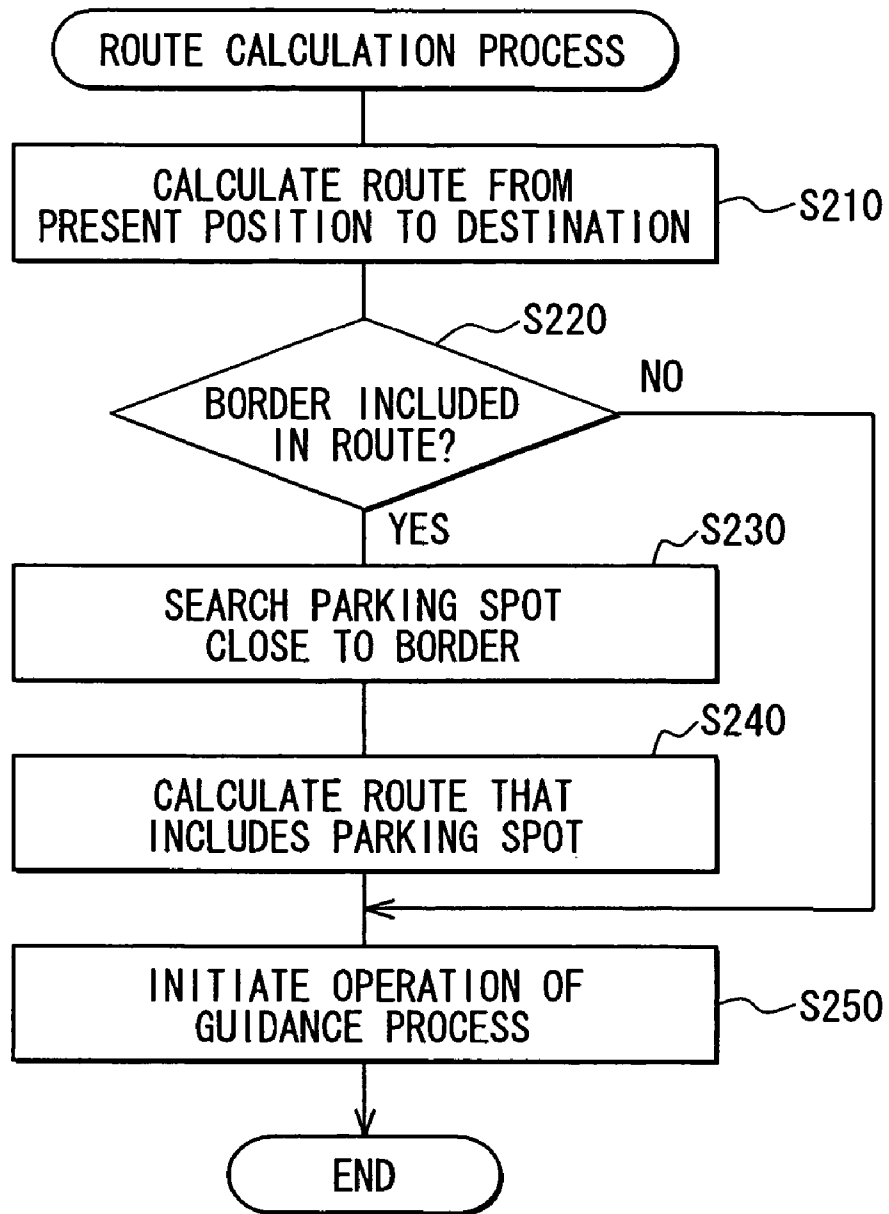 ROUTE CALCULATION PROCESS
CALCULATE ROUTE FROM
PRESENT POSITION TO DESTINATION
S210
S220
BORDER INCLUDED
IN ROUTE?
NO
YES
S230
SEARCH PARKING SPOT
CLOSE TO BORDER
S240
CALCULATE ROUTE THAT
INCLUDES PARKING SPOT
INITIATE OPERATION OF
GUIDANCE PROCESS
S250
END